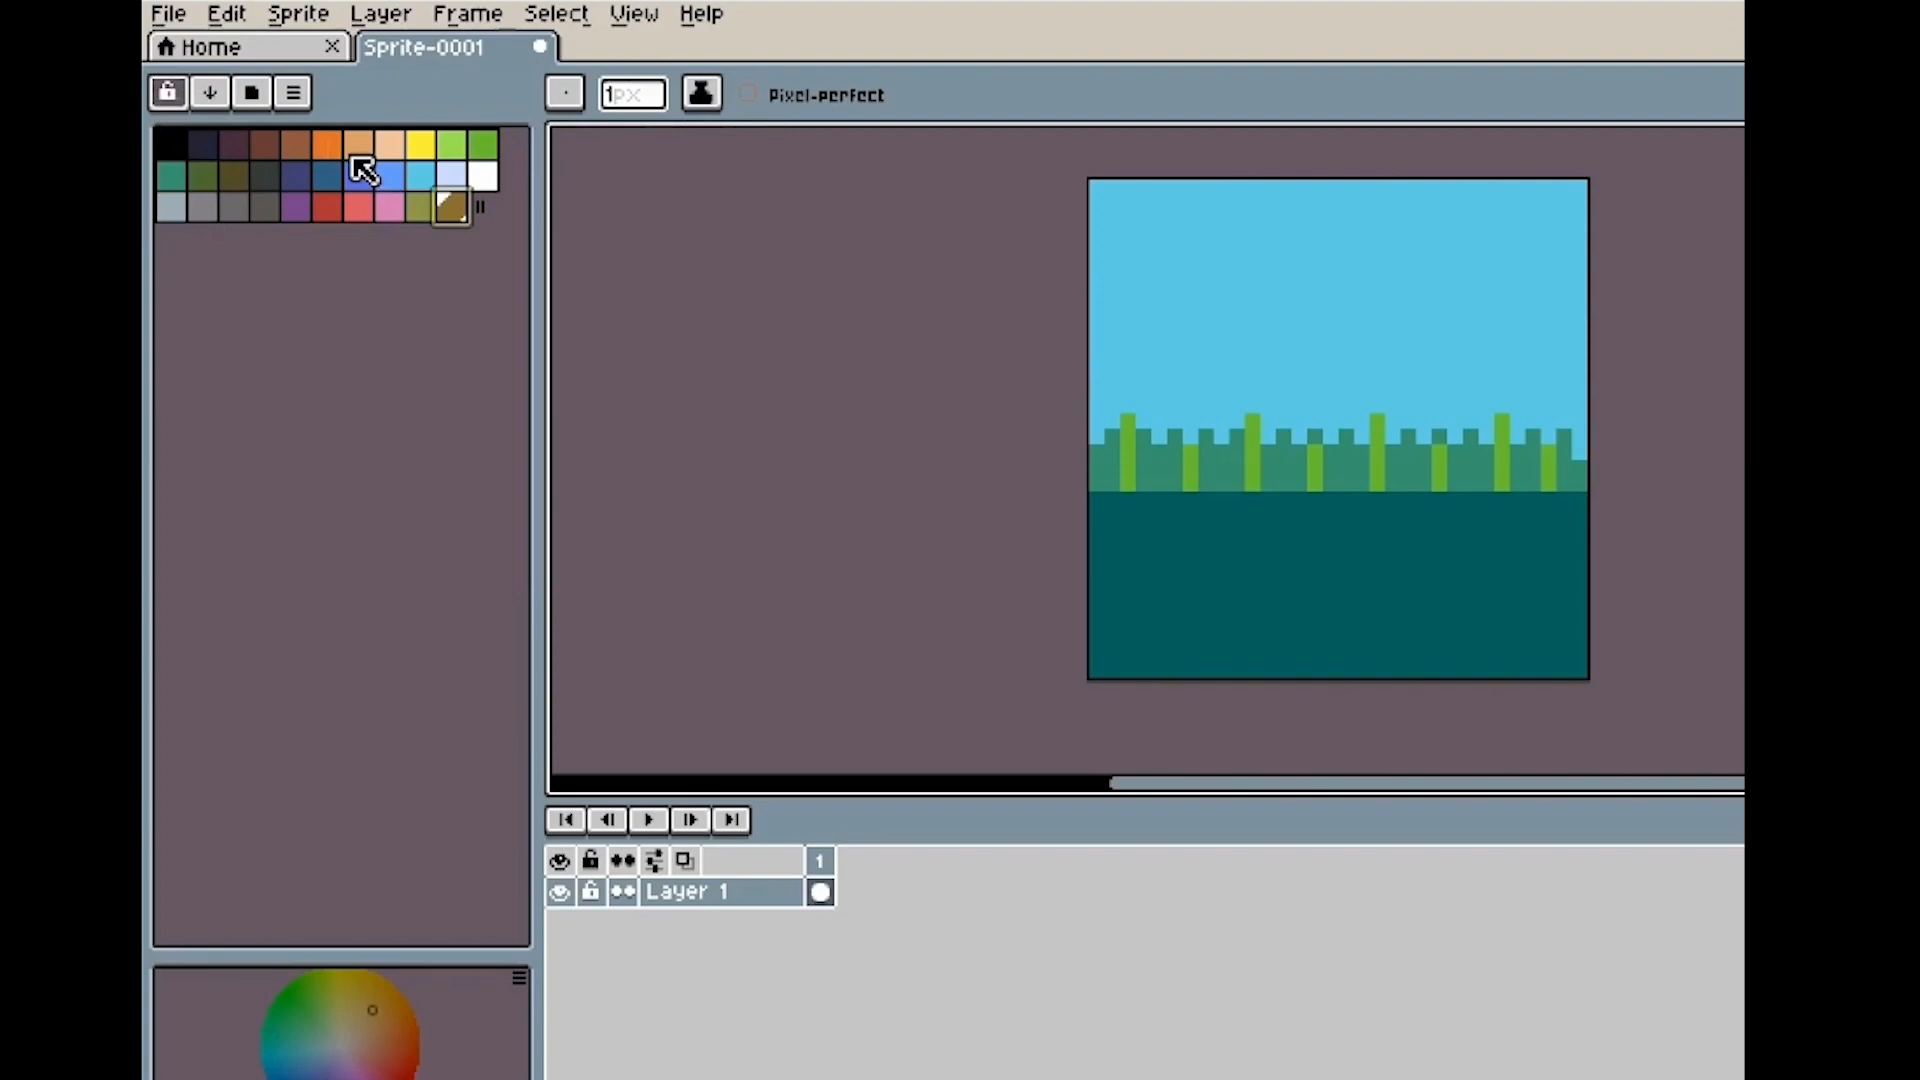 File Edit Sprite Layer Frame Select View Help
Home Sprite-0001
1px Pixel-perfect
1
Layer 1